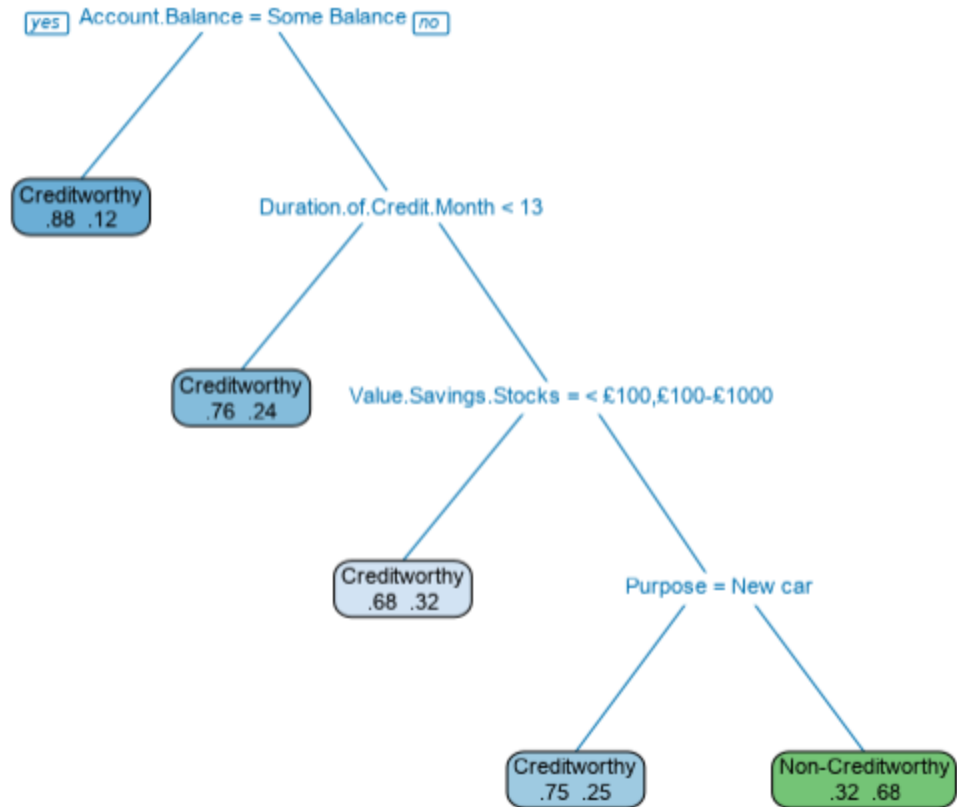 yes Account.Balance = Some Balance no
Creditworthy
.88 .12
Duration.of.Credit.Month < 13
Creditworthy
.76 .24
Value.Savings.Stocks = < £100,£100-£1000
Creditworthy
.68 .32
Purpose = New car
Creditworthy
.75 .25
Non-Creditworthy
.32 .68